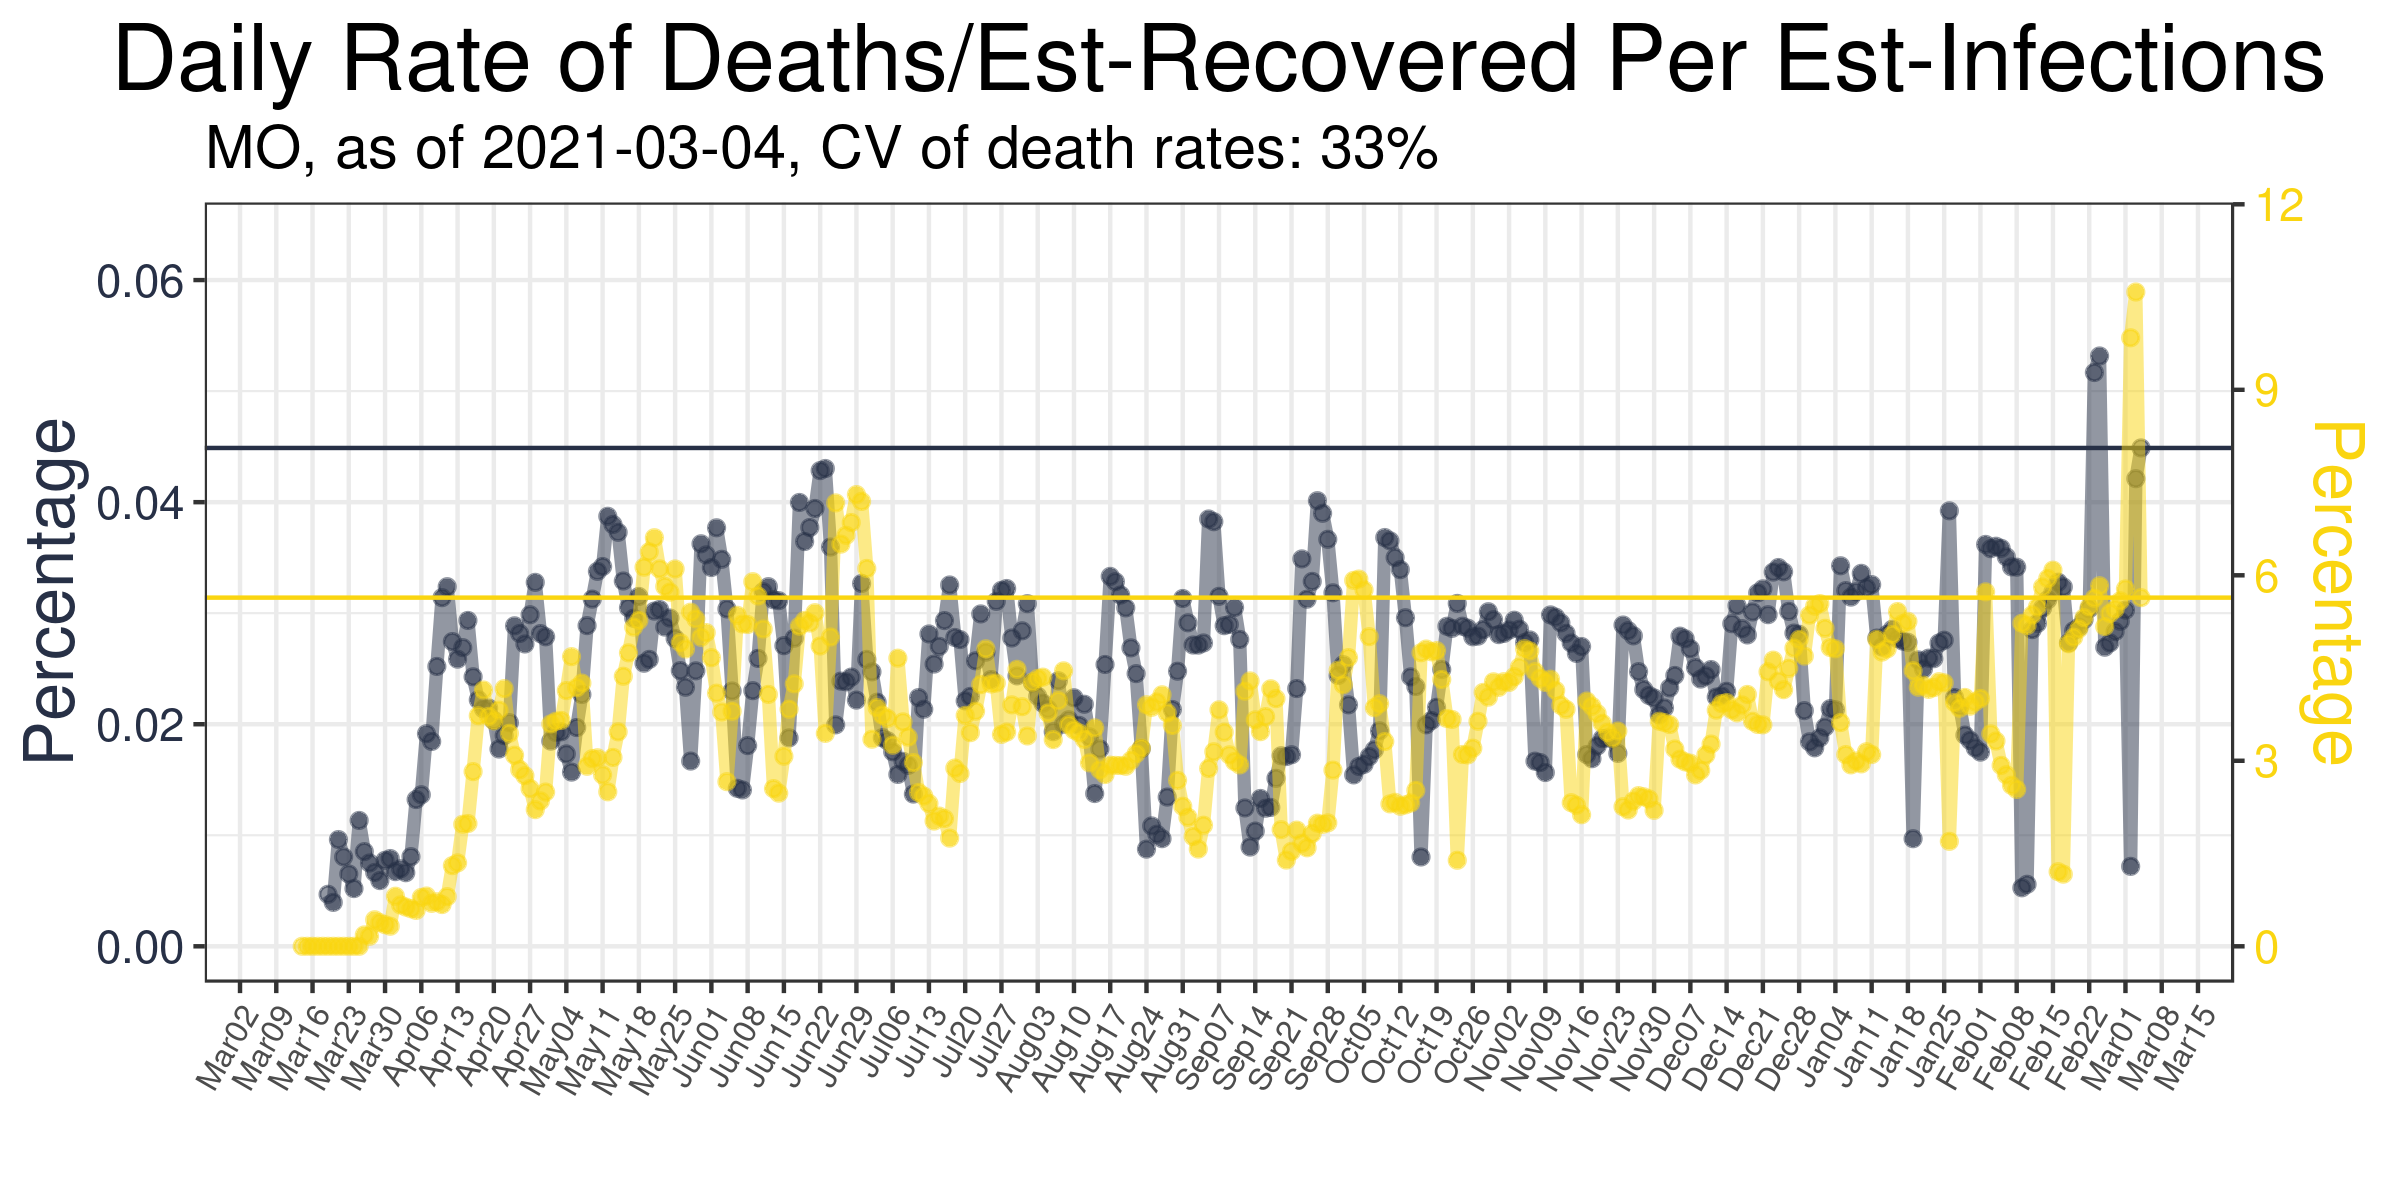 Daily Rate of Deaths/Est-Recovered Per Est-Infections
MO, as of 2021-03-04, CV of death rates: 33%
Percentage
0.06
0.04
0.02
0.00
12
9
6
3
0
Percentage
Mar02
Mar09
Mar16
Mar23
Mar30
Apr06
Apr13
Apr20
Apr27
May04
May11
May18
May25
Jun01
Jun08
Jun15
Jun22
Jun29
Jul06
Jul13
Jul20
Jul27
Aug03
Aug10
Aug17
Aug24
Aug31
Sep07
Sep14
Sep21
Sep28
Oct05
Oct12
Oct19
Oct26
Nov02
Nov09
Nov16
Nov23
Nov30
Dec07
Dec14
Dec21
Dec28
Jan04
Jan11
Jan18
Jan25
Feb01
Feb08
Feb15
Feb22
Mar01
Mar08
Mar15